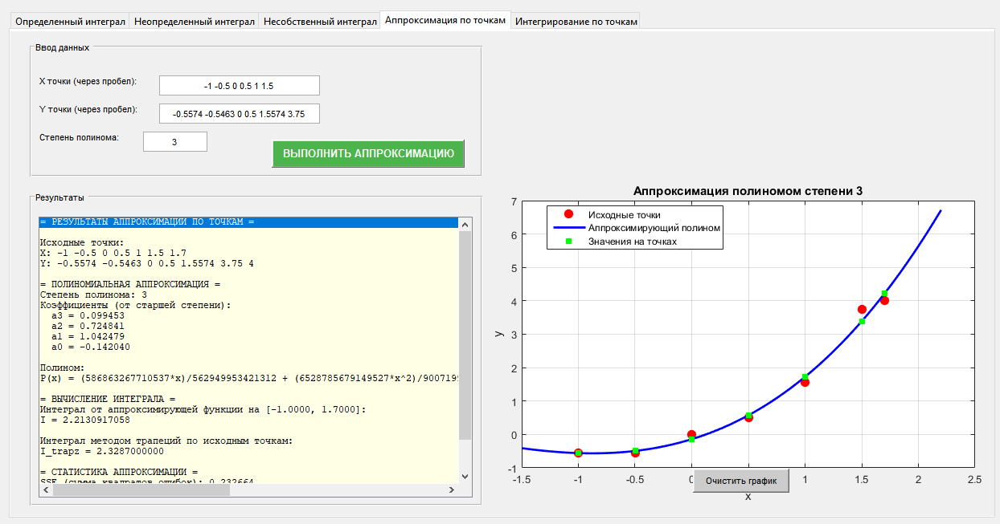 Определенный интеграл Неопределенный интеграл Несобственный интеграл Аппроксимация по точкам Интегрирование по точкам
Ввод данных
X точки (через пробел): -1 -0.5 0 0.5 1 1.5
Y точки (через пробел): -0.5574 -0.5463 0 0.5 1.5574 3.75
Степень полинома: 3
ВЫПОЛНИТЬ АППРОКСИМАЦИЮ
Результаты
= РЕЗУЛЬТАТЫ АППРОКСИМАЦИИ ПО ТОЧКАМ =
Исходные точки:
X: -1 -0.5 0 0.5 1 1.5 1.7
Y: -0.5574 -0.5463 0 0.5 1.5574 3.75 4
= ПОЛИНОМИАЛЬНАЯ АППРОКСИМАЦИЯ =
Степень полинома: 3
Коэффициенты (от старшей степени):
a3 = 0.099453
a2 = 0.724841
a1 = 1.042479
a0 = -0.142040
Полином:
P(x) = (586863267710537*x)/562949953421312 + (6528785679149527*x^2)/900719
= ВЫЧИСЛЕНИЕ ИНТЕГРАЛА =
Интеграл от аппроксимирующей функции на [-1.0000, 1.7000]:
I = 2.2130917058
Интеграл методом трапеций по исходным точкам:
I_trapz = 2.3287000000
= СТАТИСТИКА АППРОКСИМАЦИИ =
SSE (сумма квадратов ошибок): 0.232664
Аппроксимация полиномом степени 3
Исходные точки
Аппроксимирующий полином
Значения на точках
7
6
5
4
3
2
1
0
-1
y
-1.5 -1 -0.5 0 1 1.5 2 2.5
Очистить график
x